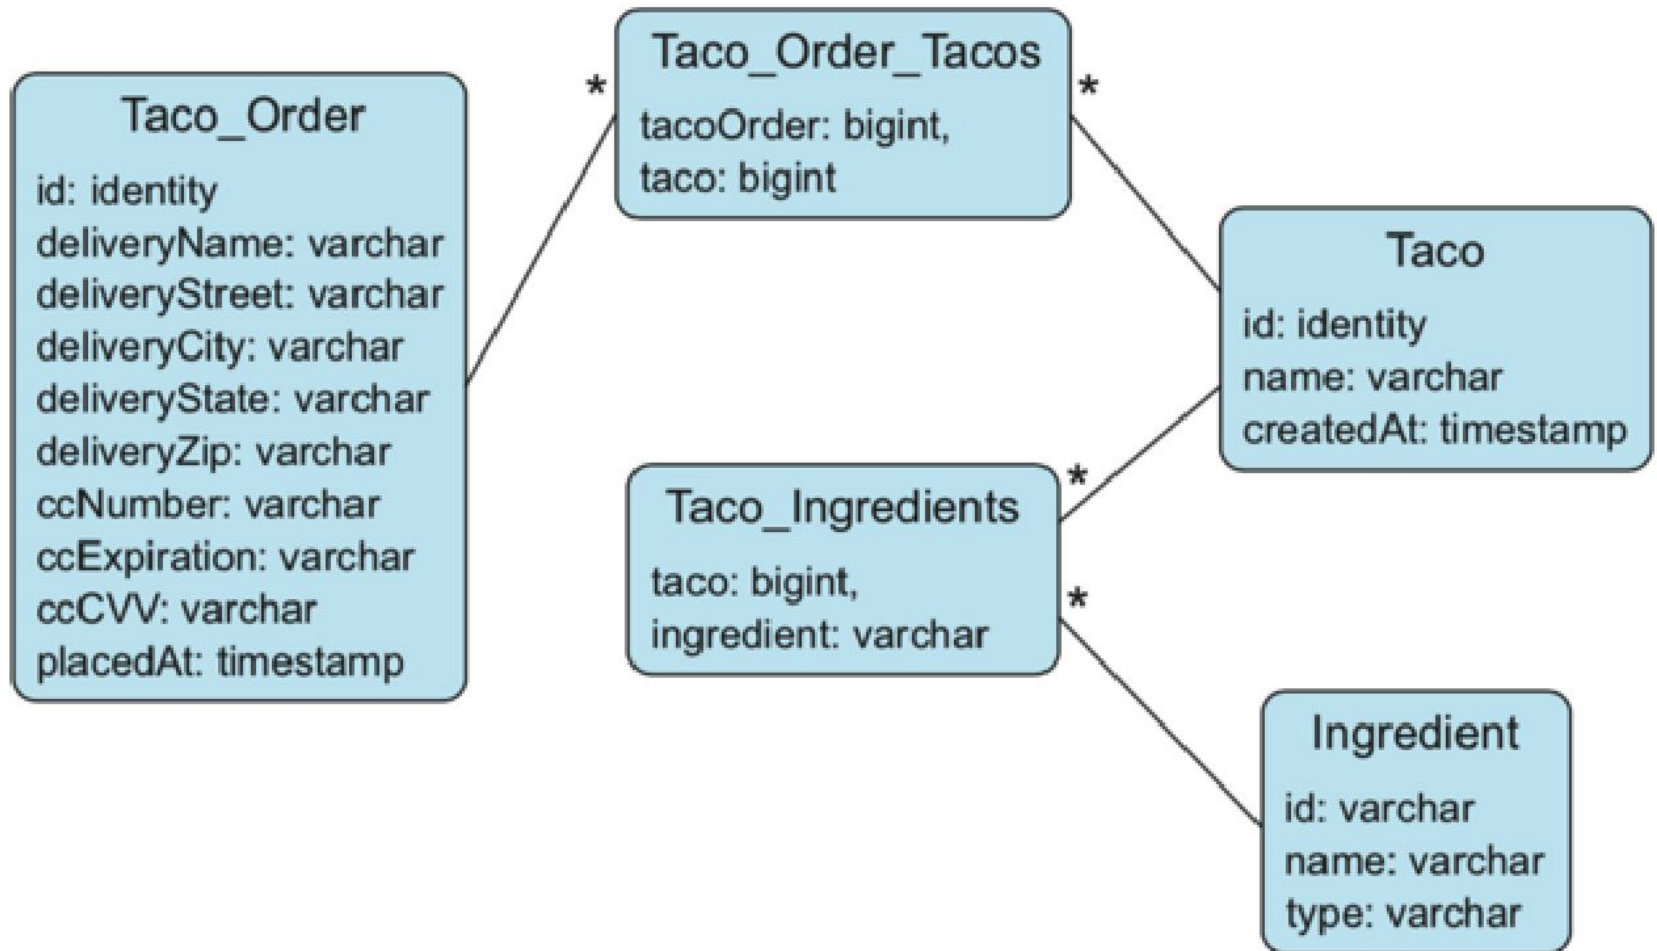 Taco_Order
id: identity
deliveryName: varchar
deliveryStreet: varchar
deliveryCity: varchar
deliveryState: varchar
deliveryZip: varchar
ccNumber: varchar
ccExpiration: varchar
ccCVV: varchar
placedAt: timestamp
*
Taco_Order_Tacos
tacoOrder: bigint,
taco: bigint
*
Taco
id: identity
name: varchar
createdAt: timestamp
Taco_Ingredients
taco: bigint,
ingredient: varchar
*
*
Ingredient
id: varchar
name: varchar
type: varchar